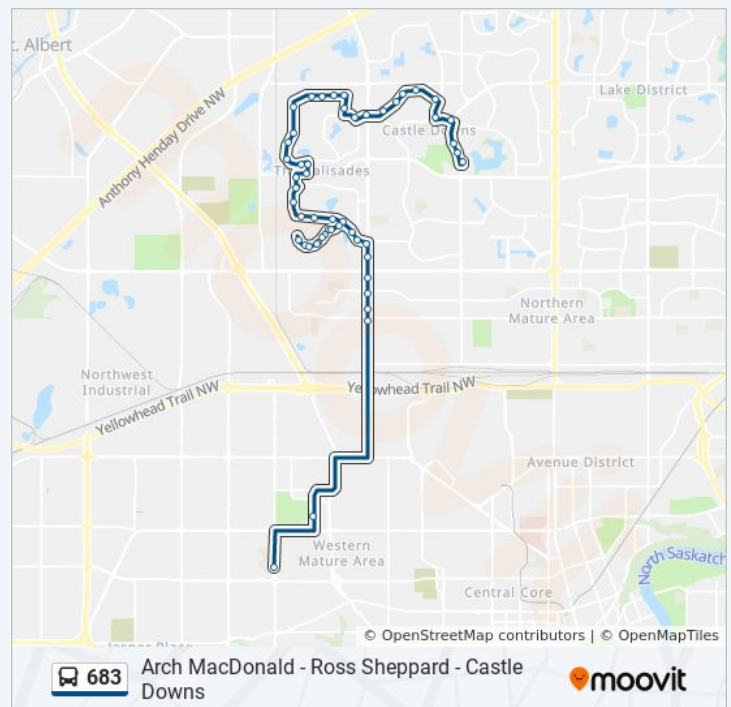 t. Albert
Lake District
Anthony Henday Drive NW
Castle Downs
The Palisades
Northern
Mature Area
Northwest
Industrial
Yellowhead Trail NW
Yellowhead Trail NW
Avenue District
Western
Mature Area
North Saskatch
Central Core
Jasper Place
© OpenStreetMap contributors | © OpenMapTiles
683
Arch MacDonald - Ross Sheppard - Castle
Downs
moovit